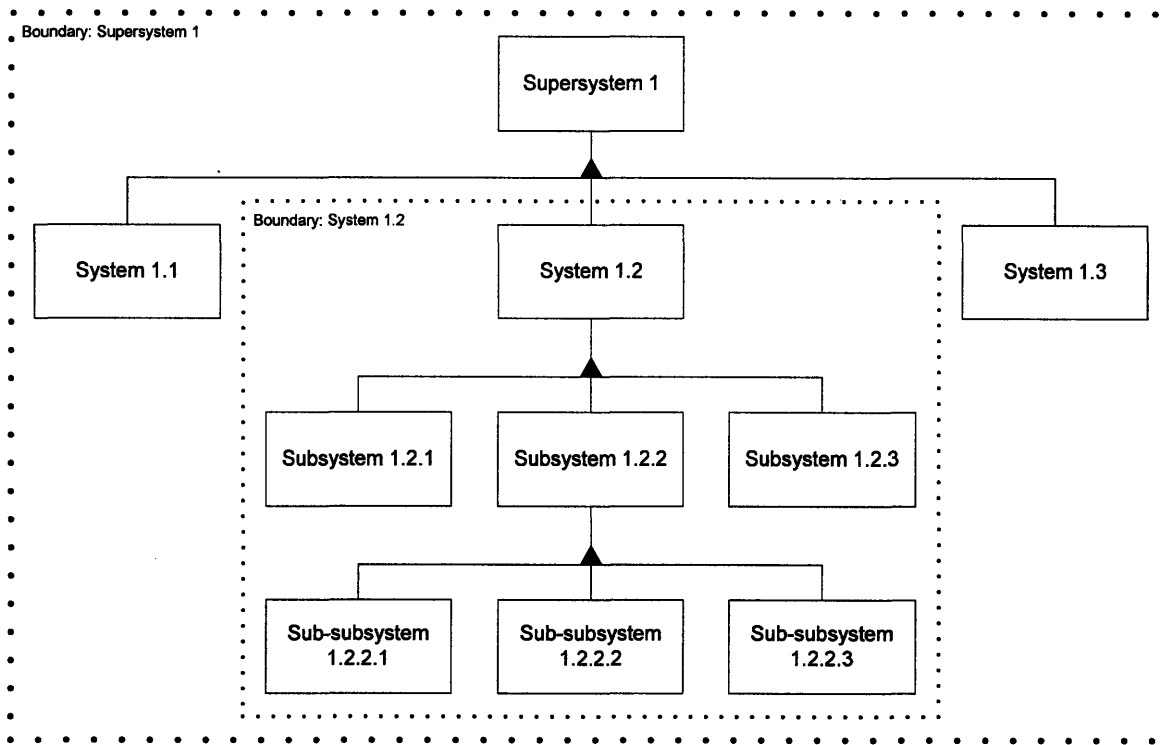 Boundary: Supersystem 1
Supersystem 1
Boundary: System 1.2
System 1.1
System 1.2
System 1.3
Subsystem 1.2.1
Subsystem 1.2.2
Subsystem 1.2.3
Sub-subsystem
1.2.2.1
Sub-subsystem
1.2.2.2
Sub-subsystem
1.2.2.3